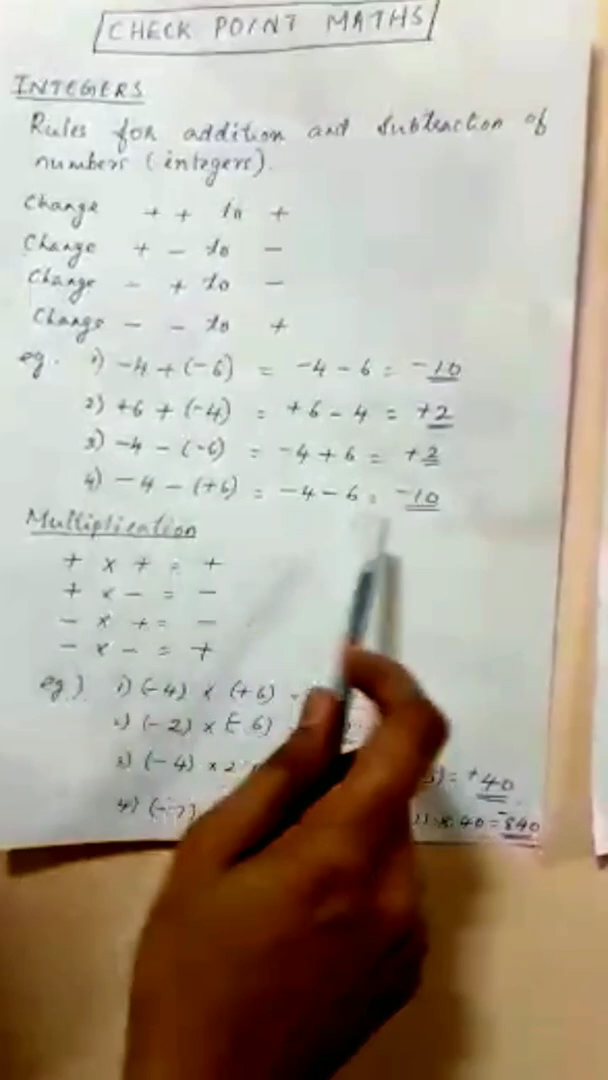 CHECK POINT MATHS
INTEGERS
Rules for addition and subtraction of
numbers (integers).
Change + + to +
Change + - to -
Change - + to -
Change - - to +
eg. 1) -4 + (-6) = -4 - 6 = -10
2) +6 + (-4) = +6 - 4 = +2
3) -4 - (-6) = -4 + 6 = +2
4) -4 - (+6) = -4 - 6 = -10
Multiplication
+ x + = +
+ x - = -
- x + = -
- x - = +
eg.) 1) (-4) x (+6)
2) (-2) x (-6)
3) (-4) x 2 = +40
4) x 40 = -840